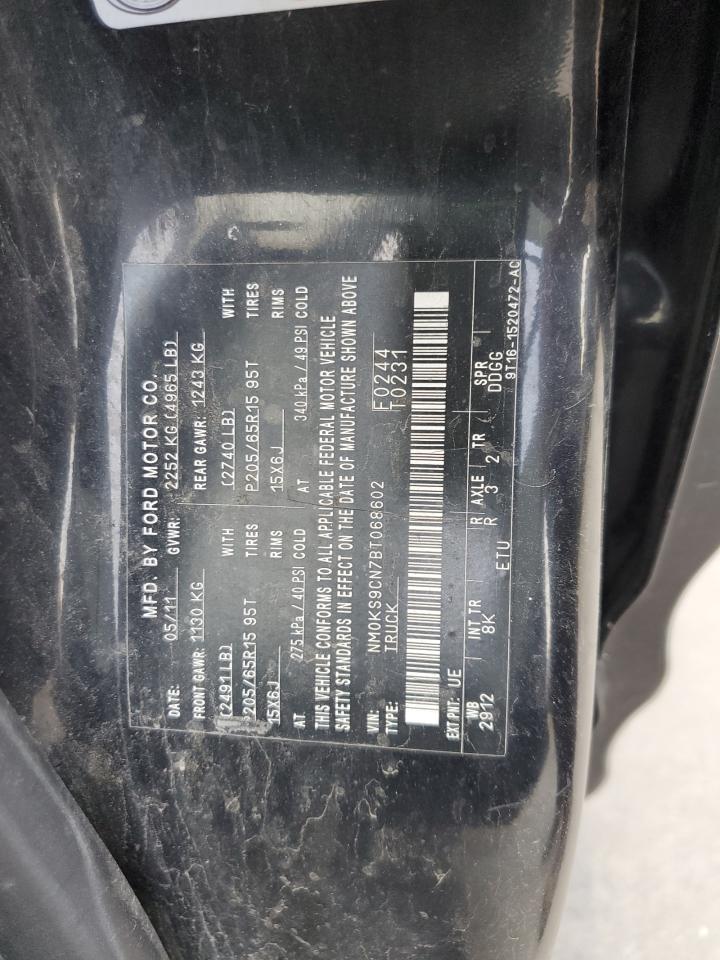 MFD. BY FORD MOTOR CO.
DATE: 05/11 GVWR: 2252 KG (4965 LB)
FRONT GAWR: 1130 KG REAR GAWR: 1243 KG
(2491LB) WITH (2740 LB) WITH
P205/65R15 95T TIRES P205/65R15 95T TIRES
15X6J RIMS 15X6J RIMS
AT 275 kPa / 40 PSI COLD AT 340 kPa / 49 PSI COLD
THIS VEHICLE CONFORMS TO ALL APPLICABLE FEDERAL MOTOR VEHICLE
SAFETY STANDARDS IN EFFECT ON THE DATE OF MANUFACTURE SHOWN ABOVE
VIN: NM0KS9CN7BT068602 F0244
TYPE: TRUCK T0231
EXT PNT: UE
WB INT TR R AXLE TR SPR
2912 8K R 3 2 DDGG
ETU 9T16-1520472-AC